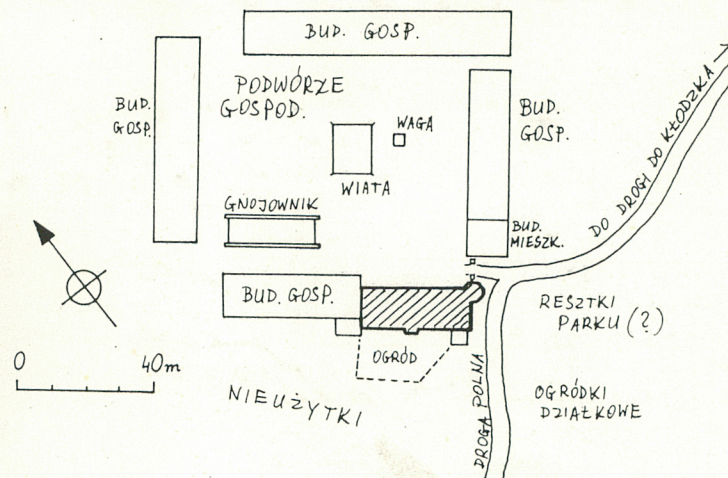 BUD. GOSP.
PODWÓRZE
GOSPOD.
BUD.
GOSP.
WAGA
BUD.
GOSP.
WIATA
GNOJOWNIK
BUD.
MIESZK.
DO DROGI DO KŁODZKA
BUD. GOSP.
RESZTKI
PARKU (?)
0 40m
OGRÓD
NIEUŻYTKI
DROGA POLNA
OGRÓDKI
DZIAŁKOWE